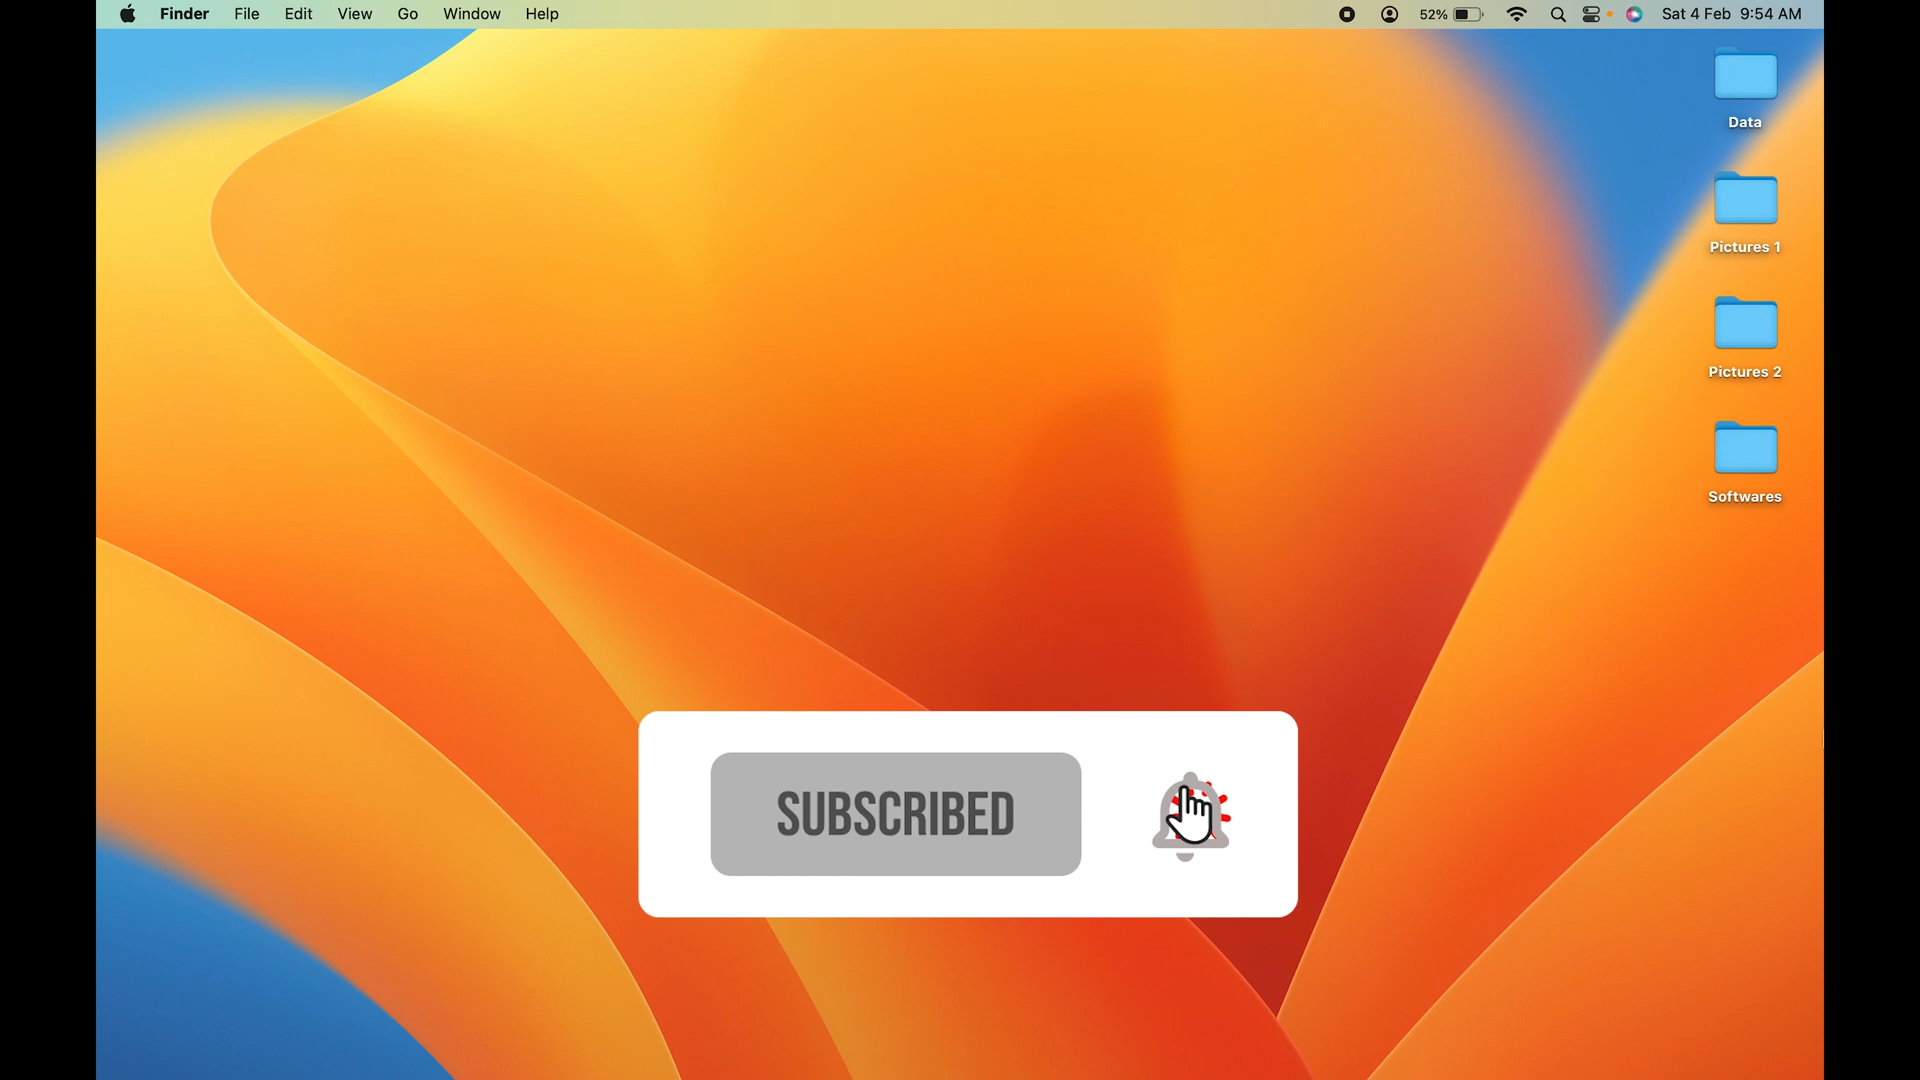 Finder File Edit View Go Window Help 52% Sat 4 Feb 9:54 AM
Data
Pictures 1
Pictures 2
Softwares
SUBSCRIBED